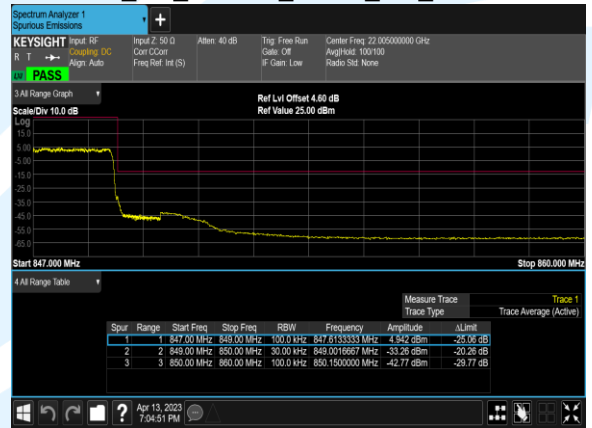 Spectrum Analyzer 1
Spurious Emissions
KEYSIGHT Input: RF Input Z: 50 Ω Atten: 40 dB Trig: Free Run Center Freq: 22.005000000 GHz
R T Coupling: DC Corr CCorr Gate: Off Avg|Hold: 100/100
Align: Auto Freq Ref: Int (S) IF Gain: Low Radio Std: None
PASS
3 All Range Graph
Ref Lvl Offset 4.60 dB
Scale/Div 10.0 dB Ref Value 25.00 dBm
Log
15.0
5.00
-5.00
-15.0
-25.0
-35.0
-45.0
-55.0
-65.0
Start 847.000 MHz Stop 860.000 MHz
4 All Range Table
Measure Trace Trace 1
Trace Type Trace Average (Active)
Spur Range Start Freq Stop Freq RBW Frequency Amplitude ΔLimit
1 1 847.00 MHz 849.00 MHz 100.0 kHz 847.6133333 MHz 4.942 dBm -25.06 dB
2 2 849.00 MHz 850.00 MHz 30.00 kHz 849.0016667 MHz -33.26 dBm -20.26 dB
3 3 850.00 MHz 860.00 MHz 100.0 kHz 850.1500000 MHz -42.77 dBm -29.77 dB
? Apr 13, 2023
7:04:51 PM